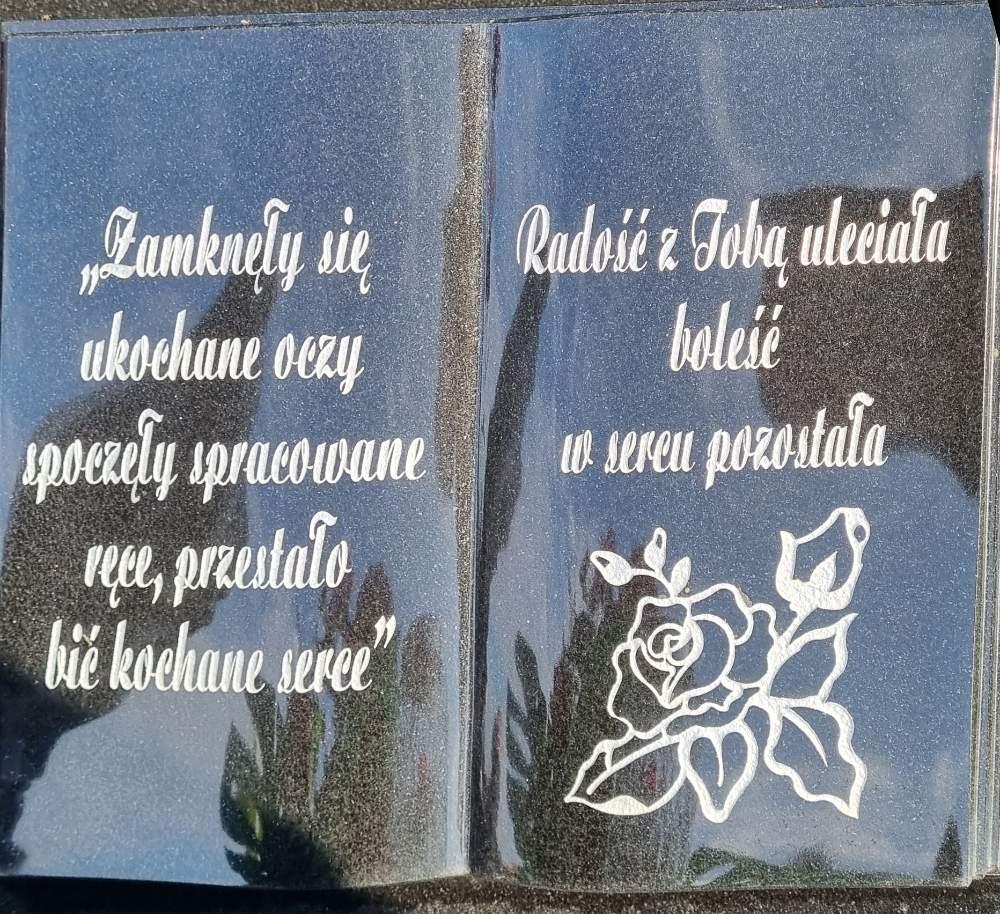 „Zamknęły się
ukochane oczy
spoczęły spracowane
ręce, przestało
bić kochane serce”
Radość z Tobą uleciała
boleść
w sercu pozostała